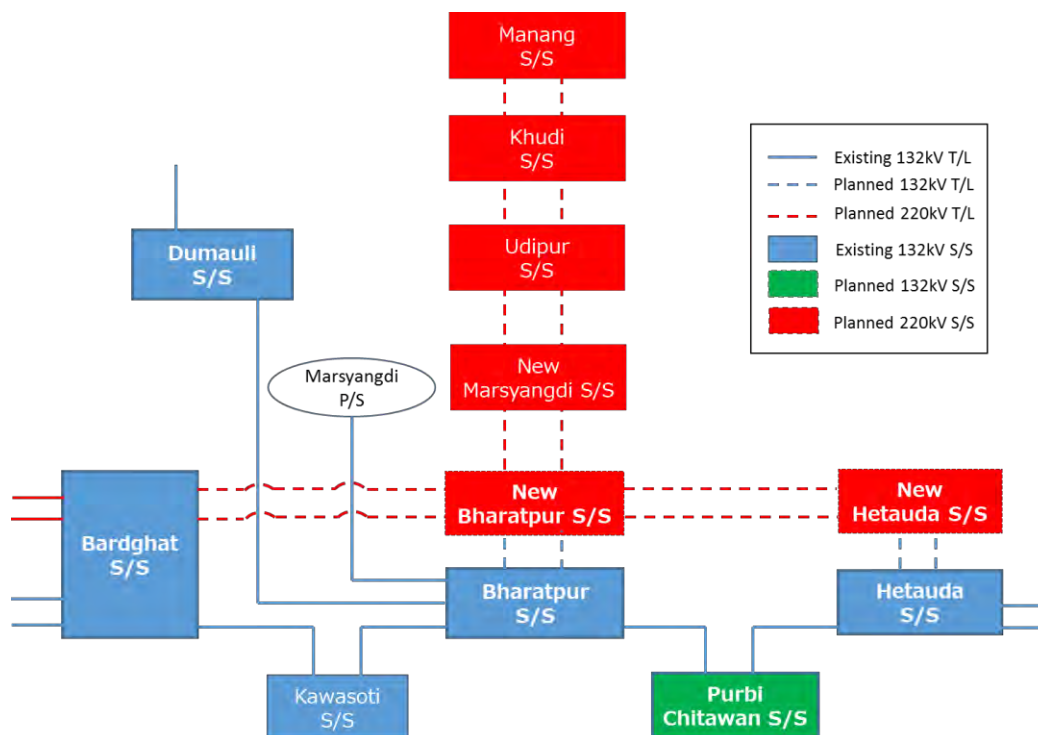 Manang
S/S
Khudi
S/S
Existing 132kV T/L
Planned 132kV T/L
Planned 220kV T/L
Existing 132kV S/S
Planned 132kV S/S
Planned 220kV S/S
Dumauli
S/S
Udipur
S/S
Marsyangdi
P/S
New
Marsyangdi S/S
Bardghat
S/S
New
Bharatpur S/S
New
Hetauda S/S
Bharatpur
S/S
Hetauda
S/S
Kawasoti
S/S
Purbi
Chitawan S/S